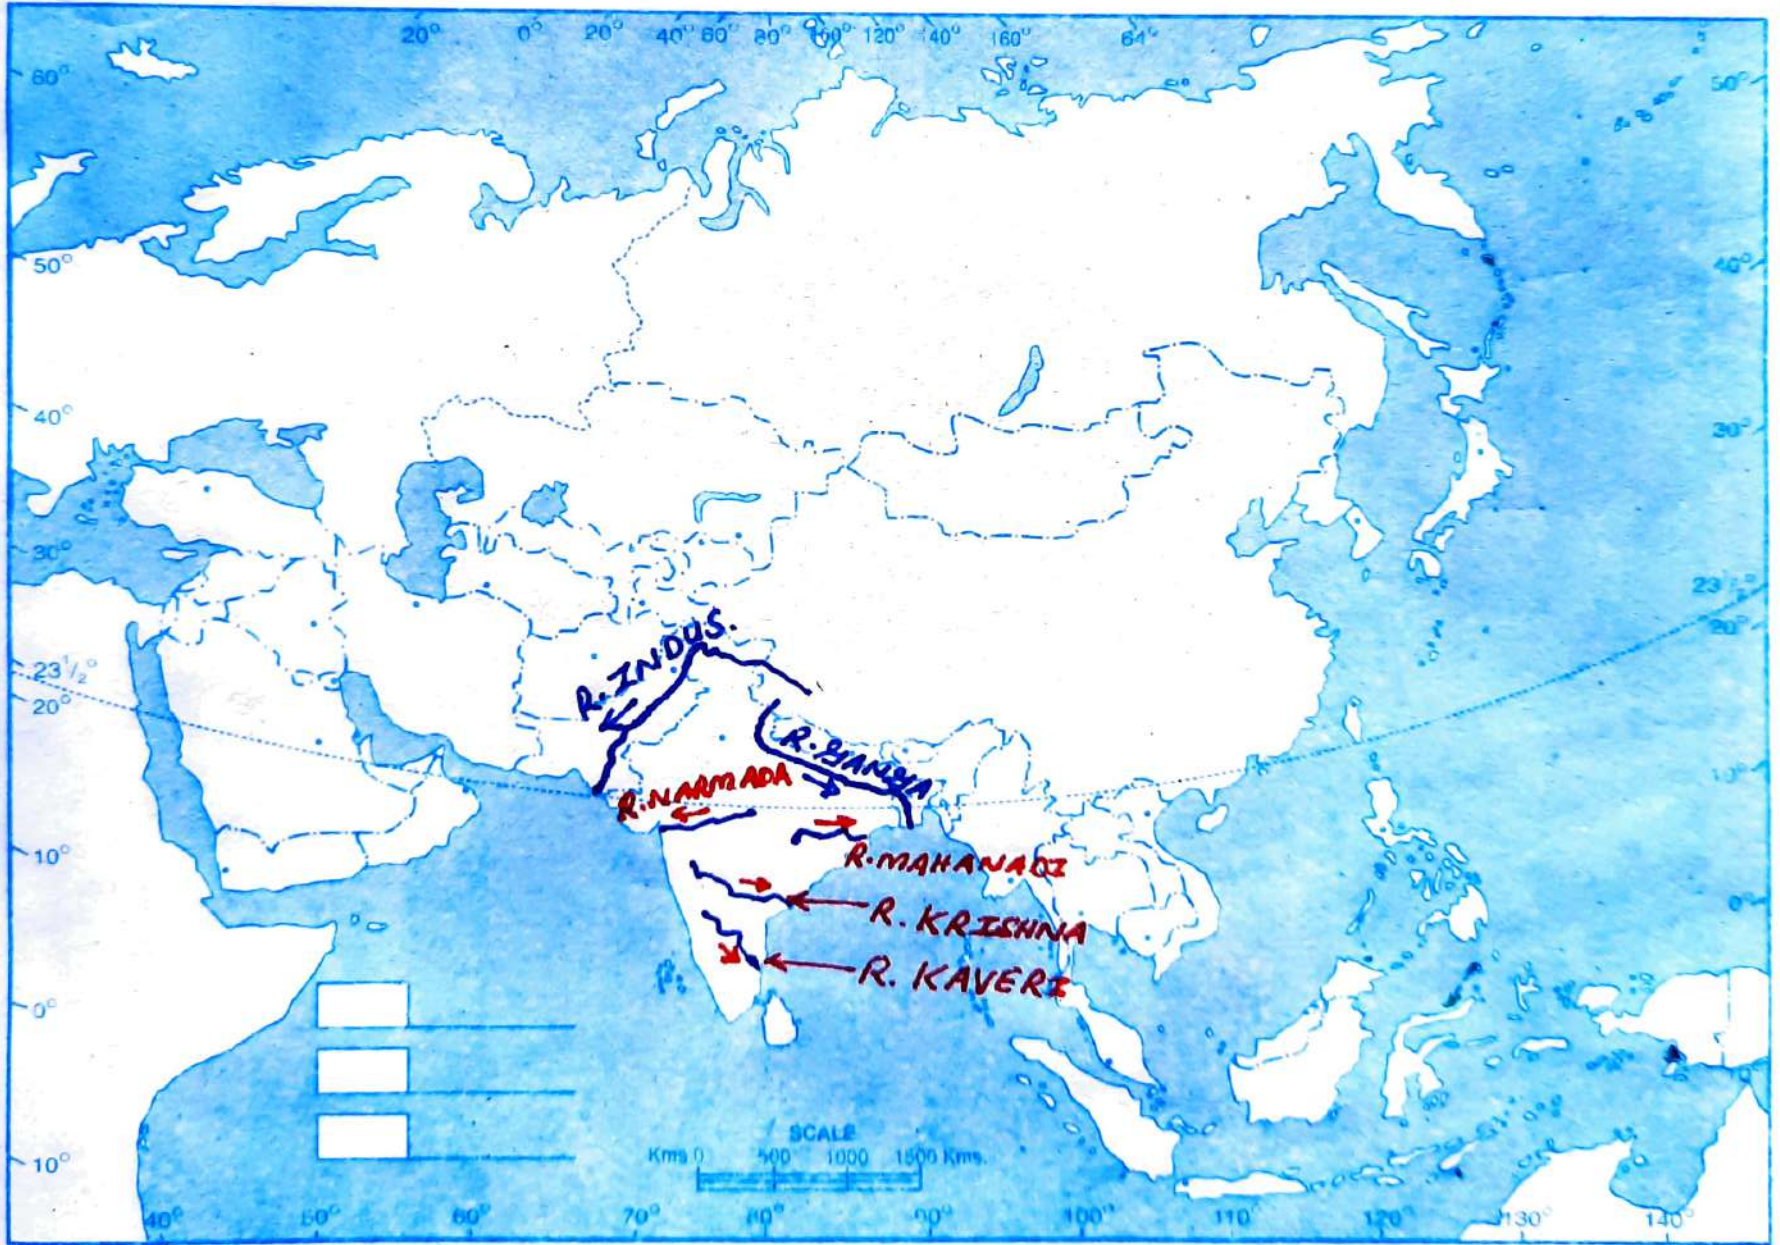 20° 0° 20° 40° 60° 80° 100° 120° 140° 160° 64°
60°
50°
50°
40°
40°
30°
30°
23½°
20°
23½°
20°
10°
10°
0°
0°
10°
R. INDUS.
R. GANGA
R. NARMADA
R. MAHANADI
R. KRISHNA
R. KAVERI
SCALE
Kms 0 500 1000 1500 Kms.
40° 50° 60° 70° 80° 90° 100° 110° 120° 130° 140°